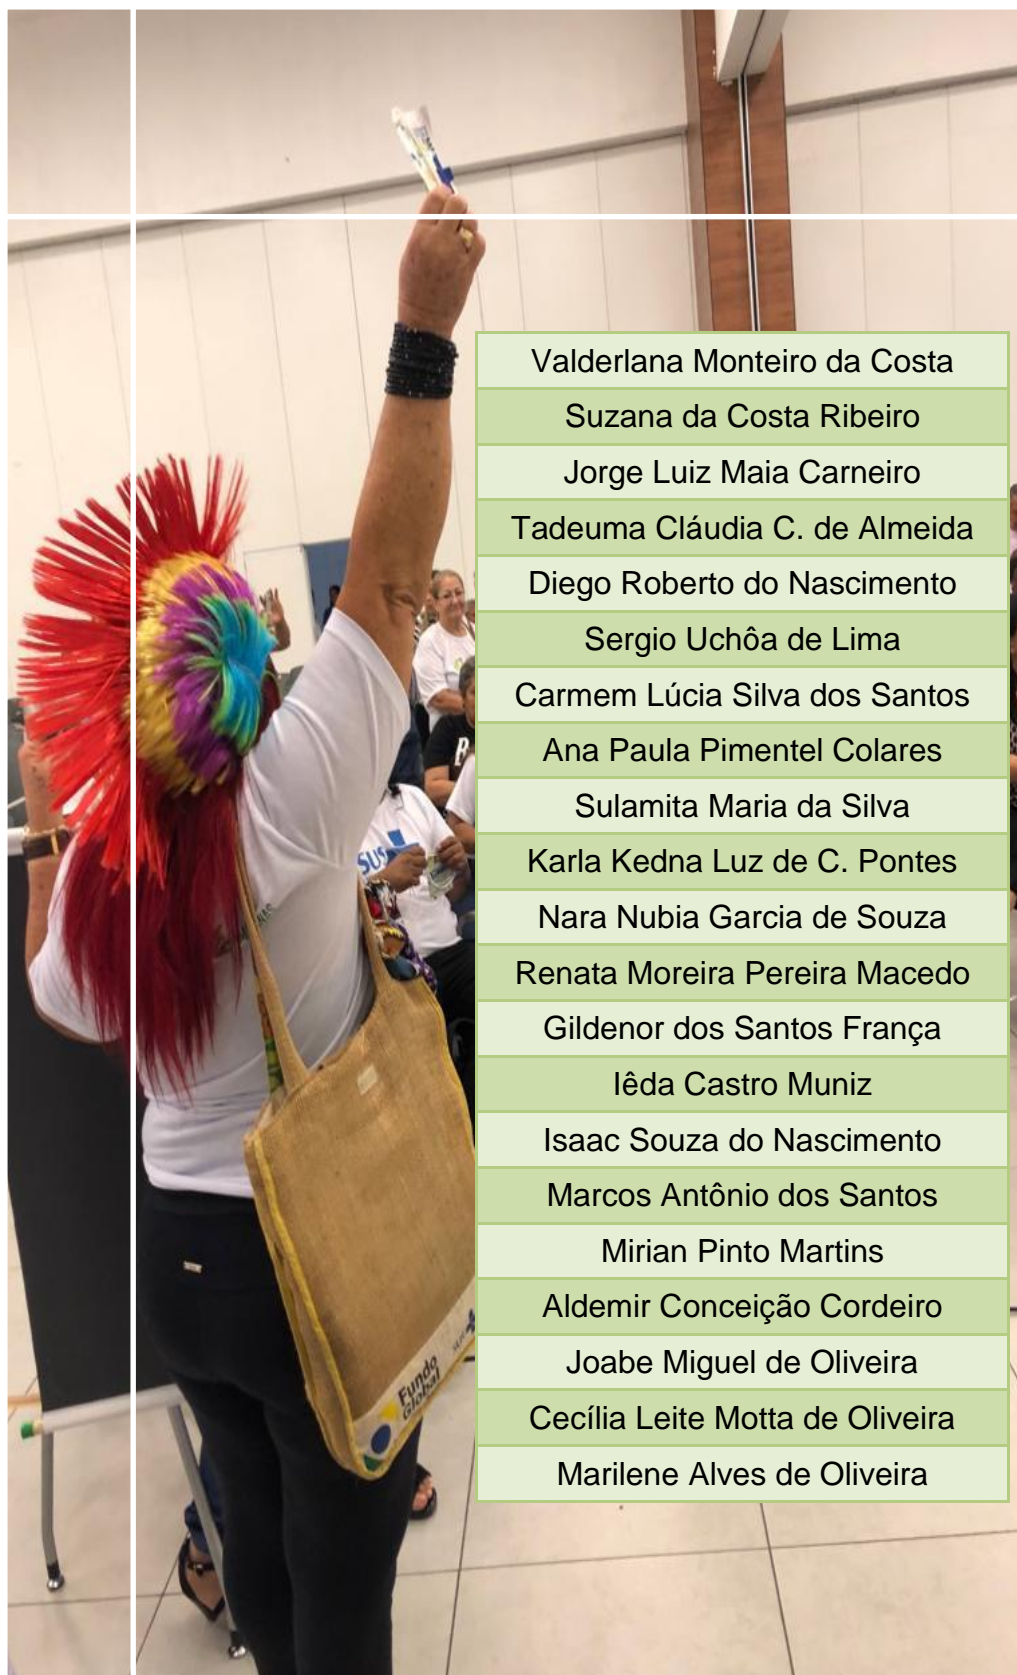 Valderlana Monteiro da Costa
Suzana da Costa Ribeiro
Jorge Luiz Maia Carneiro
Tadeuma Cláudia C. de Almeida
Diego Roberto do Nascimento
Sergio Uchôa de Lima
Carmem Lúcia Silva dos Santos
Ana Paula Pimentel Colares
Sulamita Maria da Silva
Karla Kedna Luz de C. Pontes
SUS
Nara Nubia Garcia de Souza
Renata Moreira Pereira Macedo
Gildenor dos Santos França
Iêda Castro Muniz
Isaac Souza do Nascimento
Marcos Antônio dos Santos
Mirian Pinto Martins
Aldemir Conceição Cordeiro
Joabe Miguel de Oliveira
Cecília Leite Motta de Oliveira
Marilene Alves de Oliveira
Fundo
Global